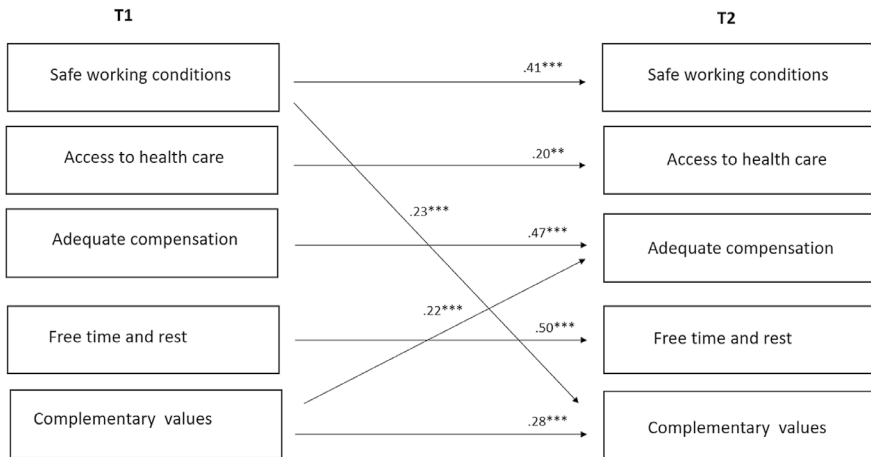 T1
T2
Safe working conditions
.41***
Safe working conditions
Access to health care
.20**
Access to health care
.23***
Adequate compensation
.47***
Adequate compensation
.22***
Free time and rest
.50***
Free time and rest
Complementary values
.28***
Complementary values